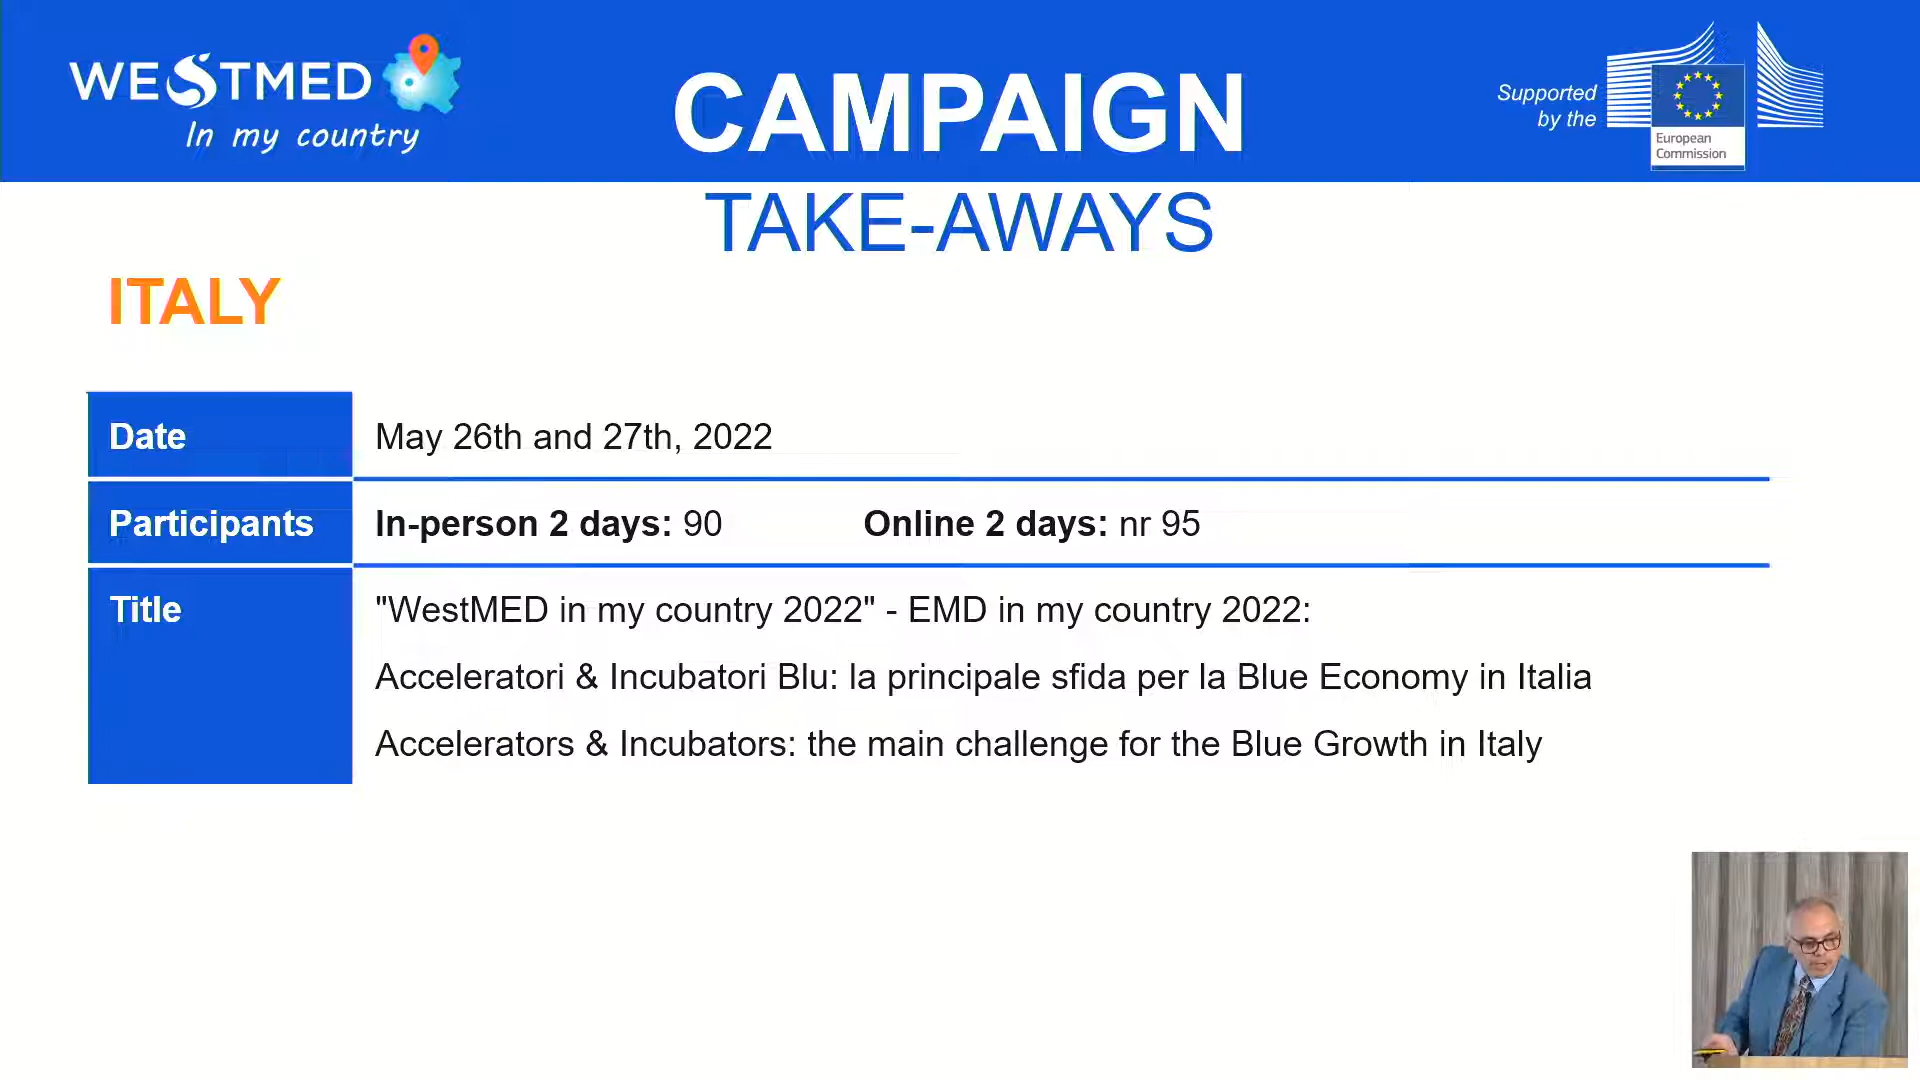 WESTMED
In my country
CAMPAIGN
Supported
by the
European
Commission
TAKE-AWAYS
ITALY
Date
May 26th and 27th, 2022
Participants
In-person 2 days: 90 Online 2 days: nr 95
Title
"WestMED in my country 2022" - EMD in my country 2022:
Acceleratori & Incubatori Blu: la principale sfida per la Blue Economy in Italia
Accelerators & Incubators: the main challenge for the Blue Growth in Italy